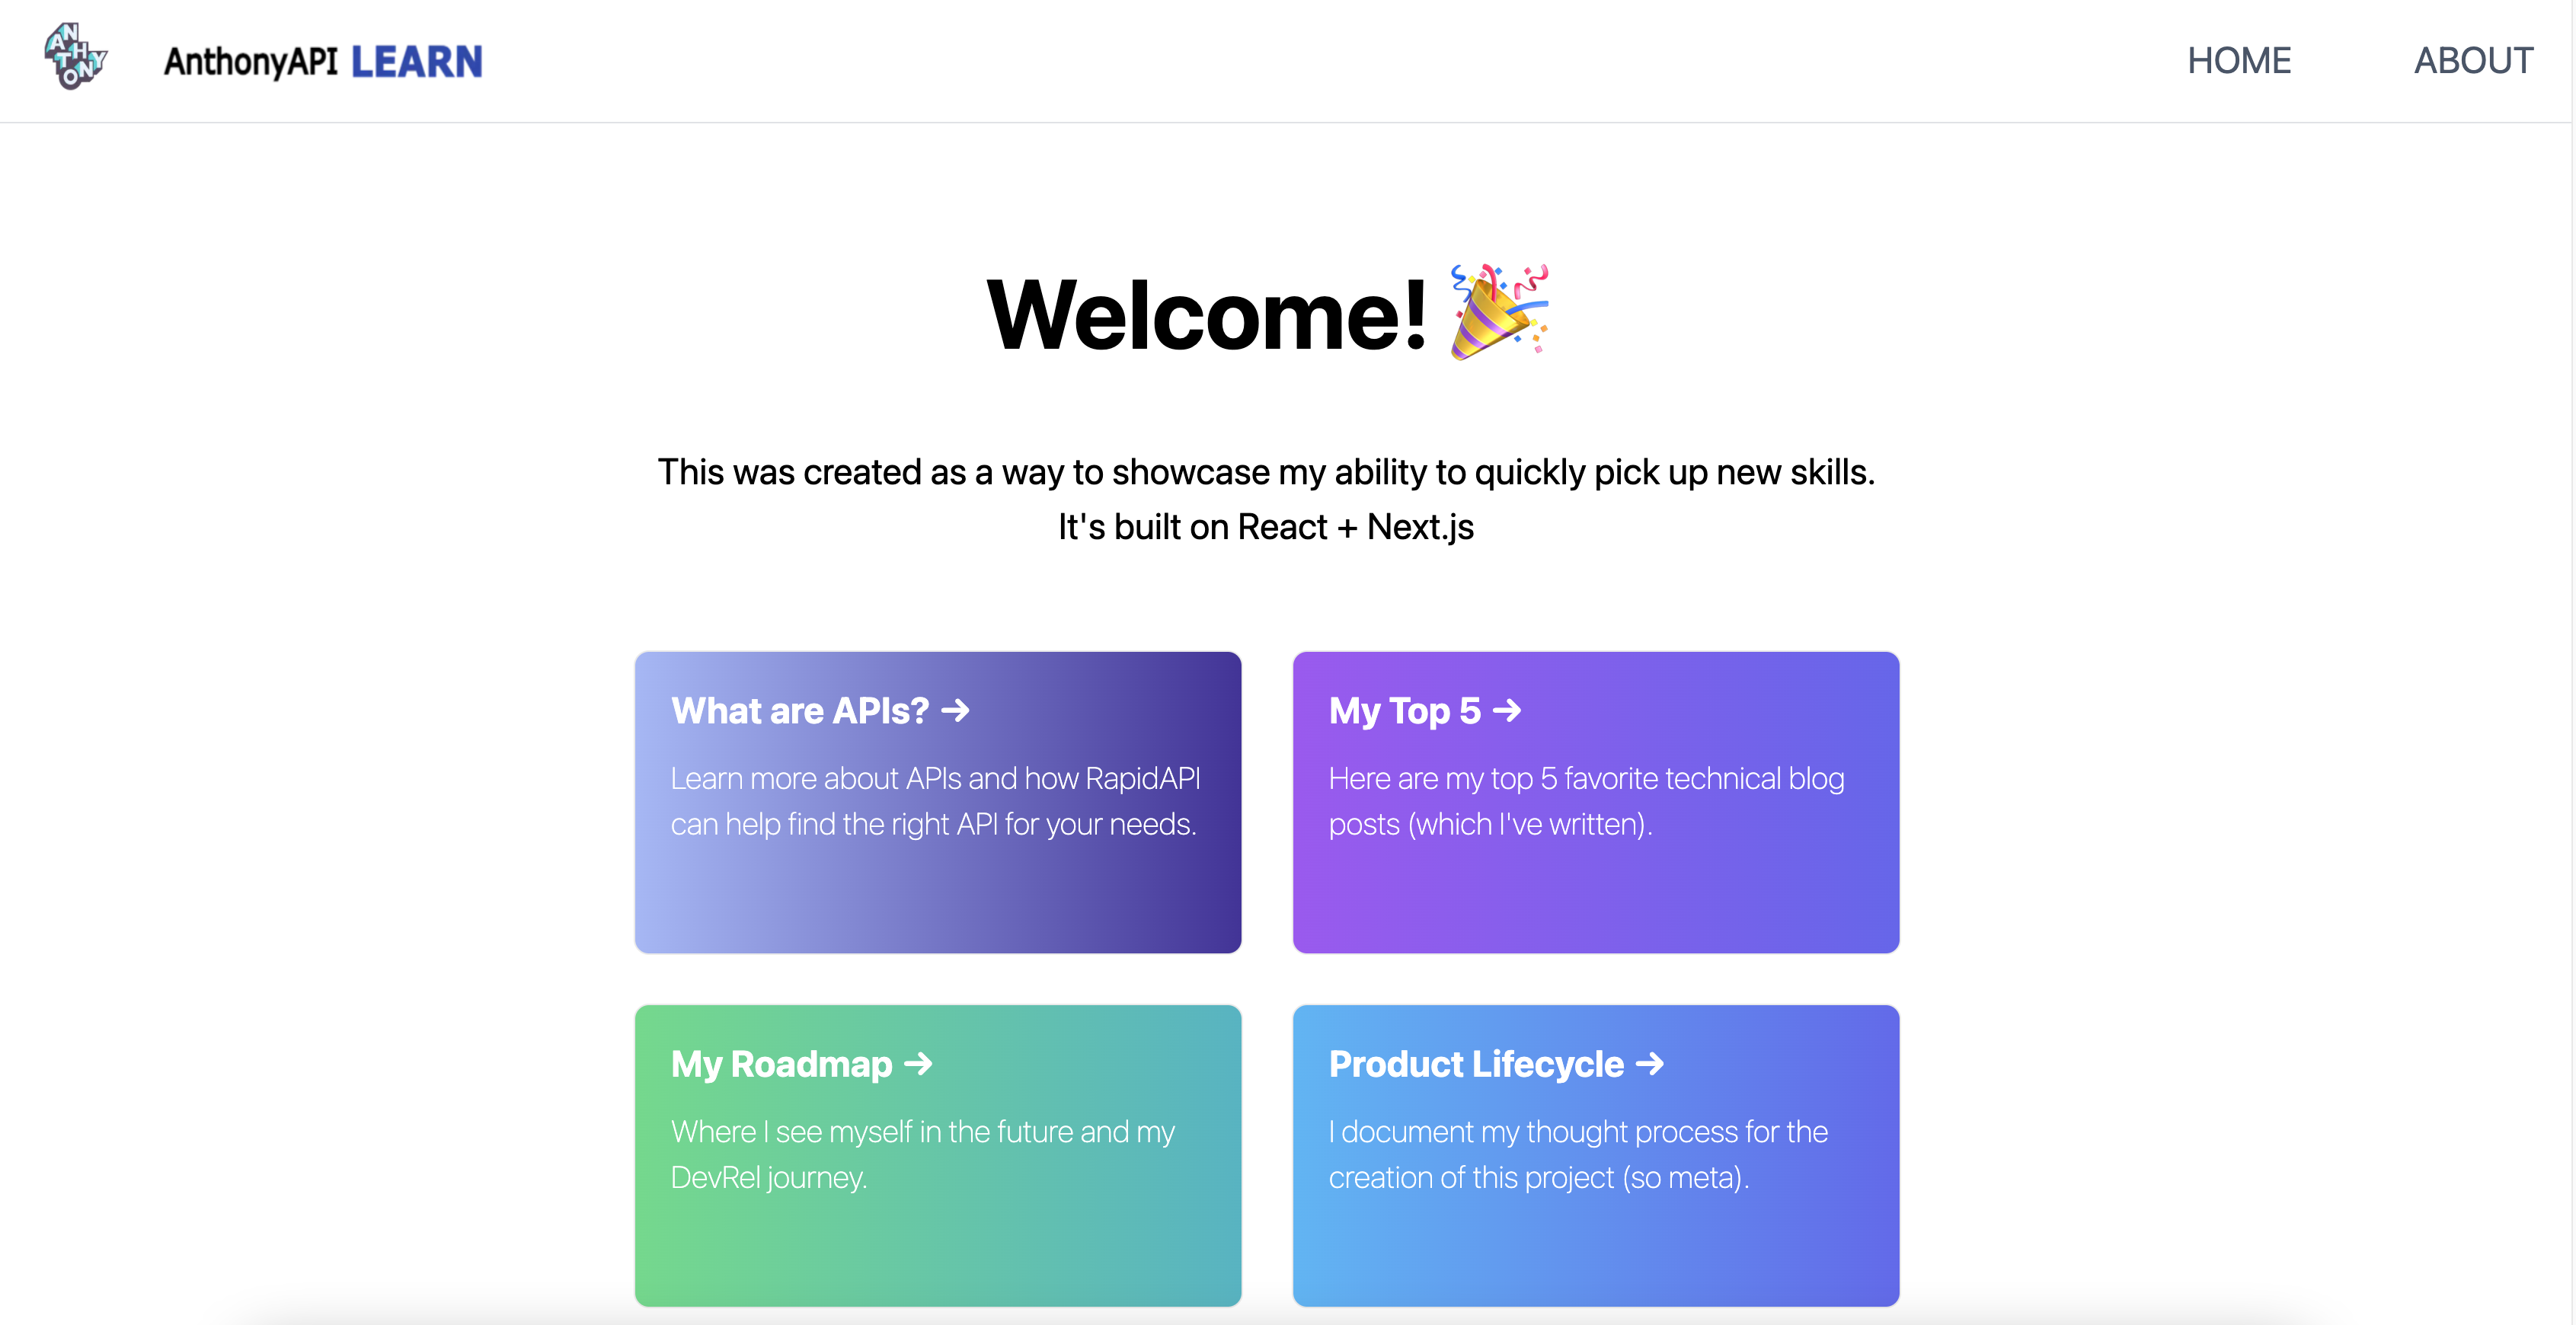 ANTHONY
AnthonyAPI LEARN
HOME
ABOUT
Welcome! 🎉
This was created as a way to showcase my ability to quickly pick up new skills.
It's built on React + Next.js
What are APIs? →
Learn more about APIs and how RapidAPI
can help find the right API for your needs.
My Top 5 →
Here are my top 5 favorite technical blog
posts (which I've written).
My Roadmap →
Where I see myself in the future and my
DevRel journey.
Product Lifecycle →
I document my thought process for the
creation of this project (so meta).